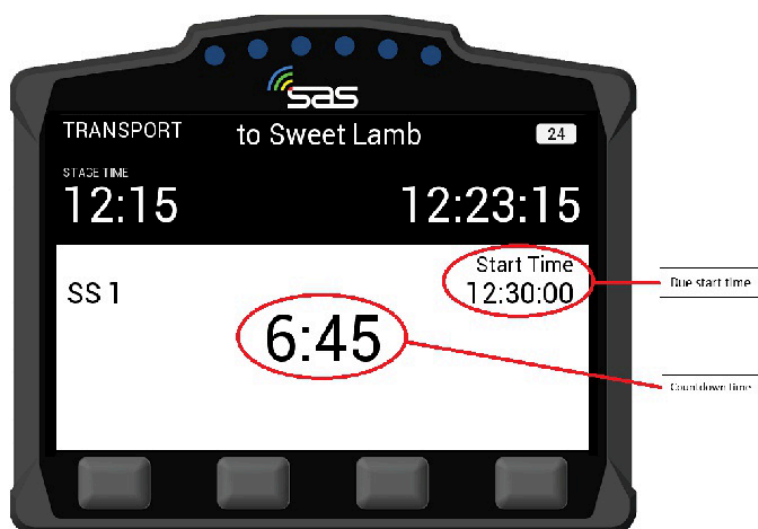 sas
TRANSPORT to Sweet Lamb 24
STAGE TIME
12:15 12:23:15
Start Time
SS 1 12:30:00
6:45
Due start time
Countdown time